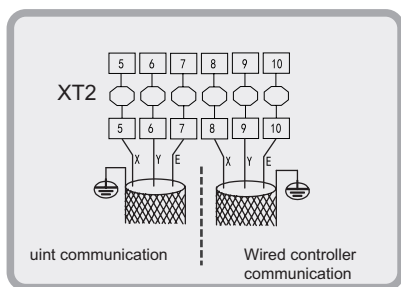 5 6 7 8 9 10
XT2
5 6 7 8 9 10
X Y E X Y E
uint communication
Wired controller
communication